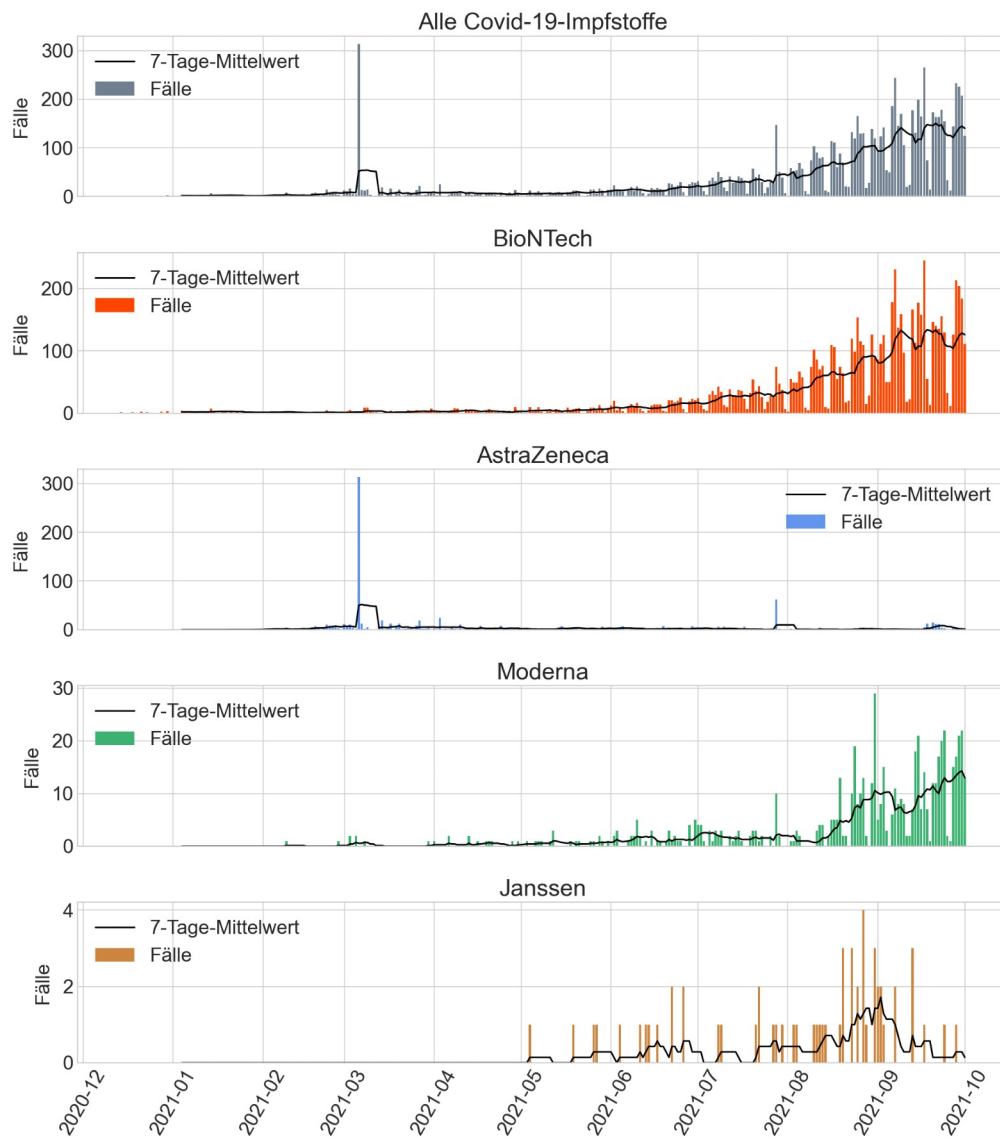 Alle Covid-19-Impfstoffe
300
200
100
0
Fälle
7-Tage-Mittelwert
Fälle
BioNTech
200
100
0
Fälle
7-Tage-Mittelwert
Fälle
AstraZeneca
300
200
100
0
Fälle
7-Tage-Mittelwert
Fälle
Moderna
30
20
10
0
Fälle
7-Tage-Mittelwert
Fälle
Janssen
4
2
0
Fälle
7-Tage-Mittelwert
Fälle
2020-12
2021-01
2021-02
2021-03
2021-04
2021-05
2021-06
2021-07
2021-08
2021-09
2021-10